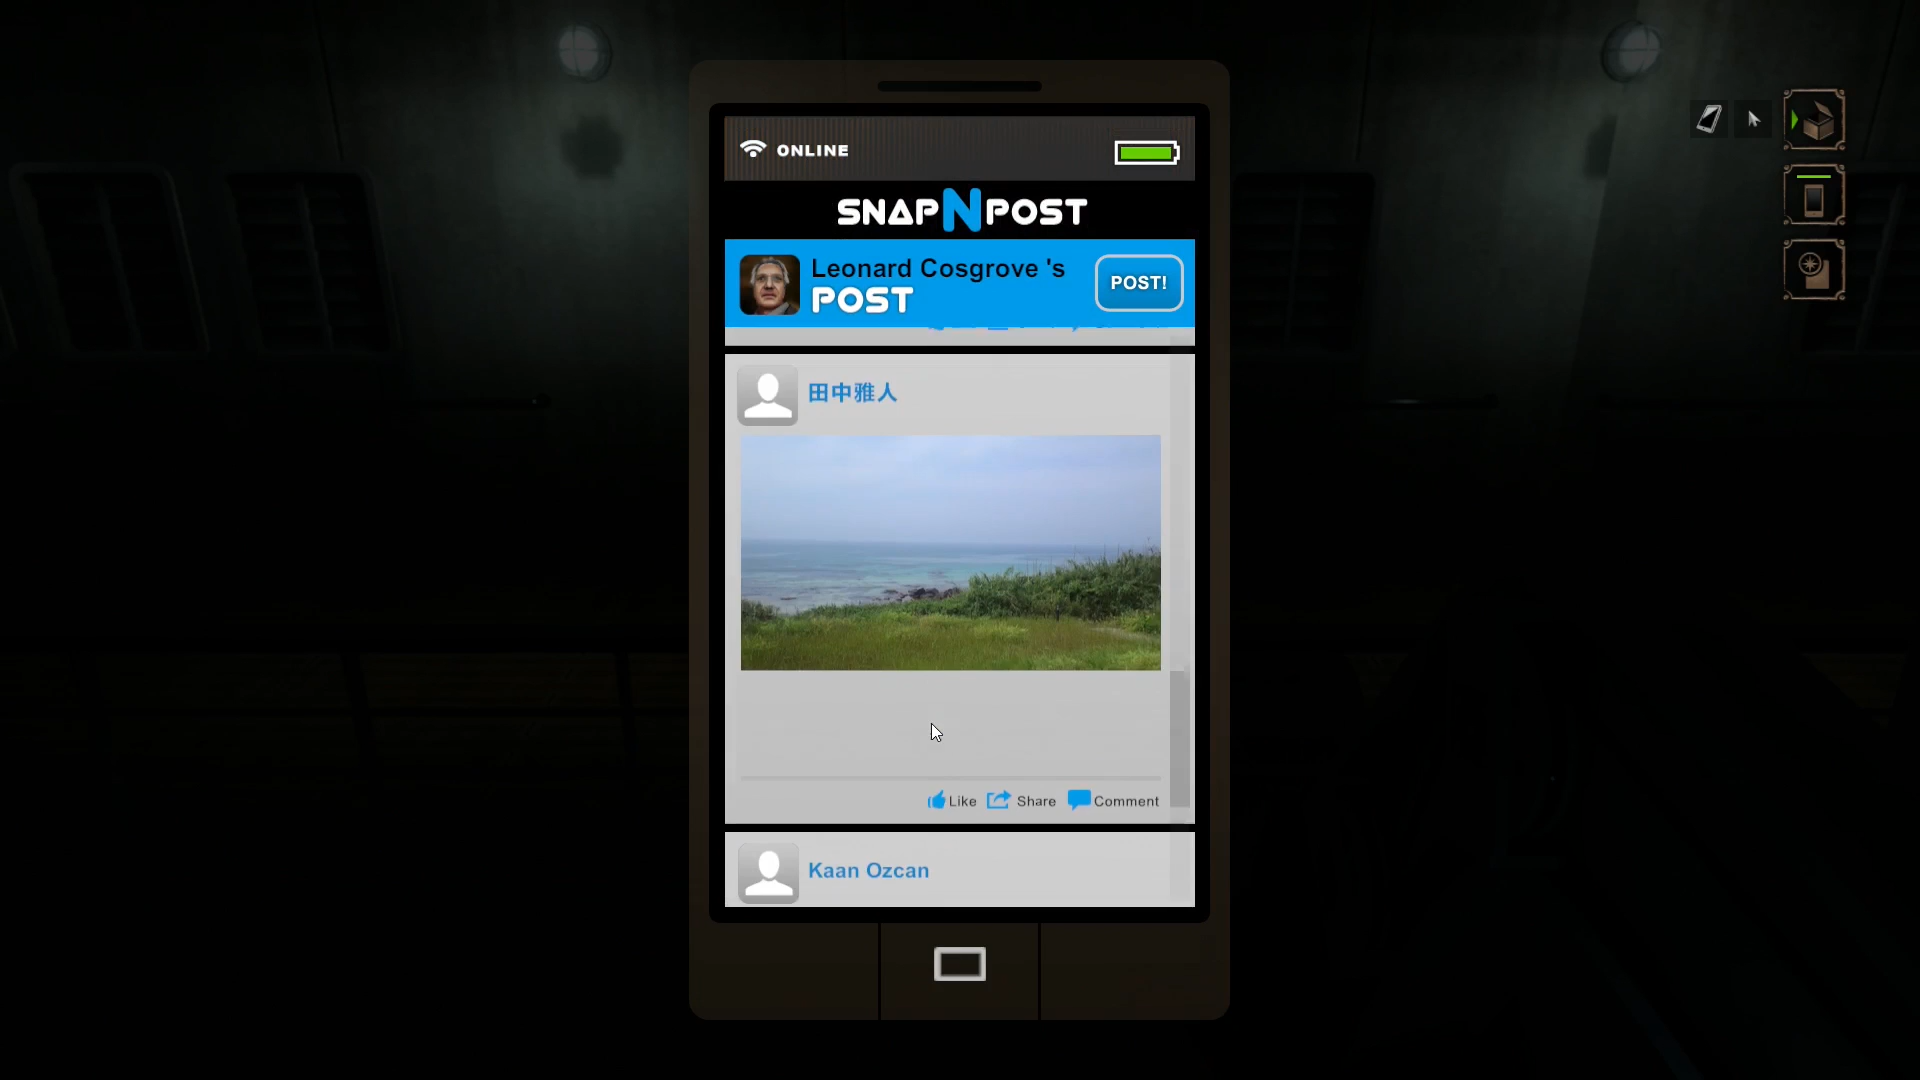 ONLINE
SNAPNPOST
Leonard Cosgrove 's
POST
POST!
田中雅人
Like Share Comment
Kaan Ozcan